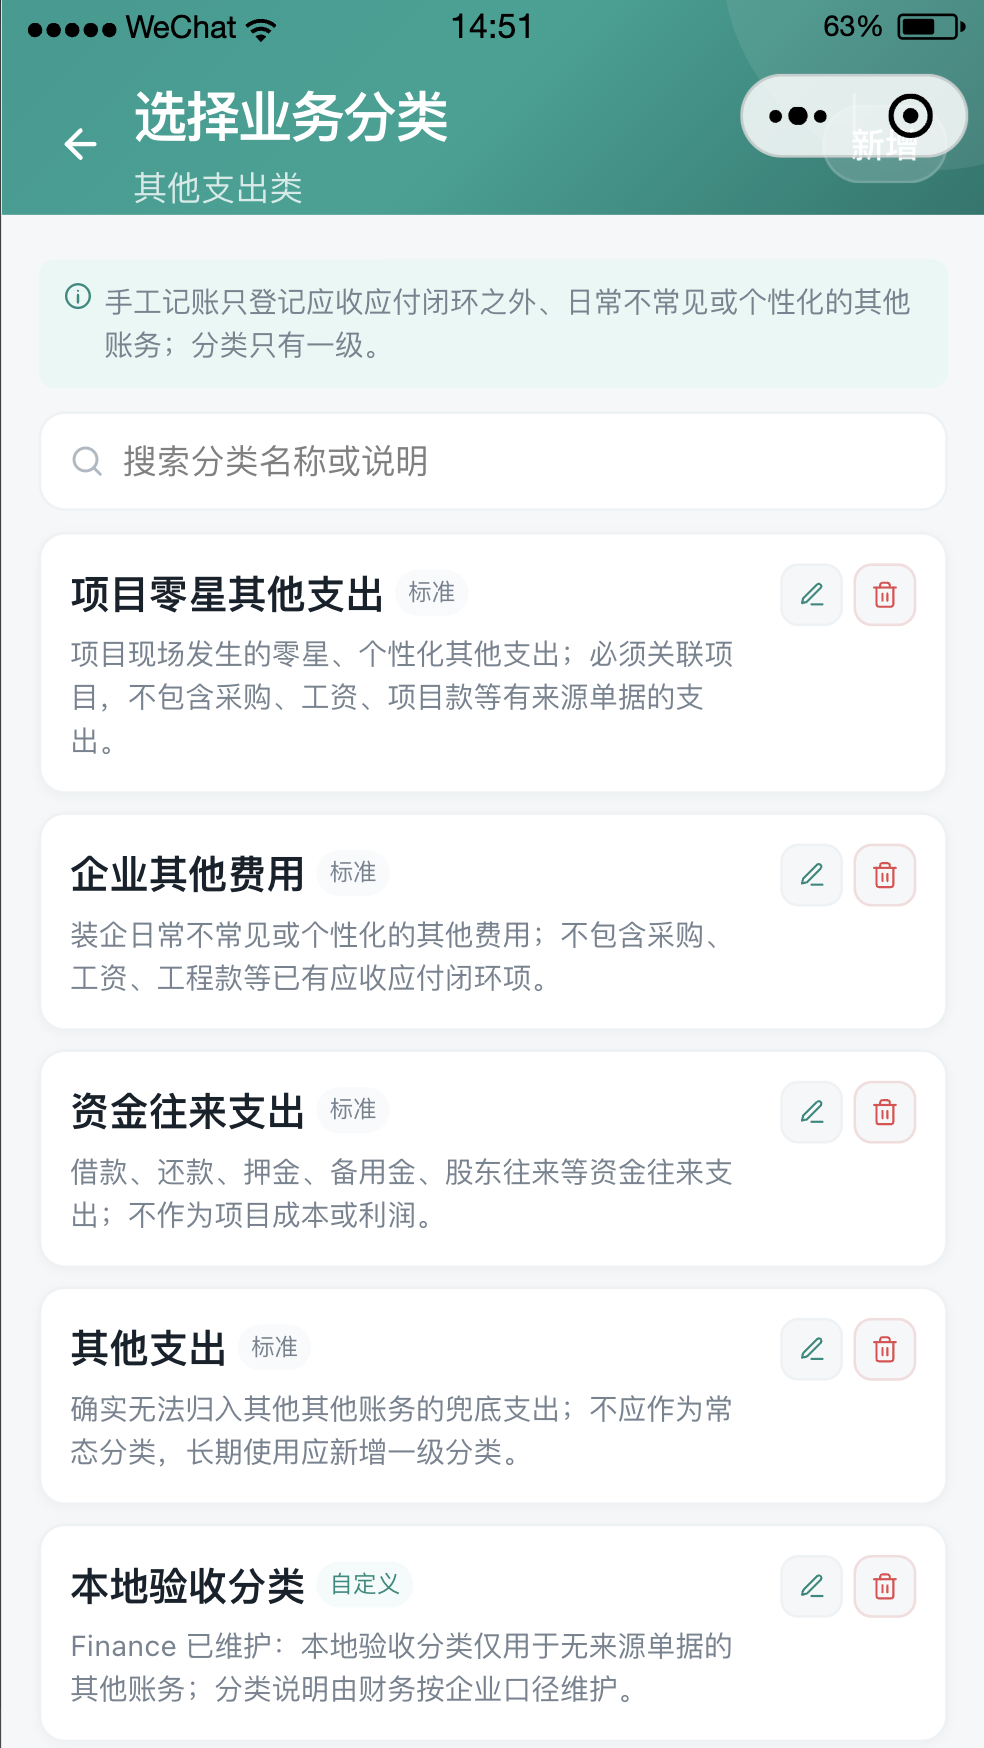 WeChat 14:51 63%
选择业务分类
新增
其他支出类
手工记账只登记应收应付闭环之外、日常不常见或个性化的其他
账务；分类只有一级。
搜索分类名称或说明
项目零星其他支出 标准
项目现场发生的零星、个性化其他支出；必须关联项
目，不包含采购、工资、项目款等有来源单据的支
出。
企业其他费用 标准
装企日常不常见或个性化的其他费用；不包含采购、
工资、工程款等已有应收应付闭环项。
资金往来支出 标准
借款、还款、押金、备用金、股东往来等资金往来支
出；不作为项目成本或利润。
其他支出 标准
确实无法归入其他其他账务的兜底支出；不应作为常
态分类，长期使用应新增一级分类。
本地验收分类 自定义
Finance 已维护：本地验收分类仅用于无来源单据的
其他账务；分类说明由财务按企业口径维护。